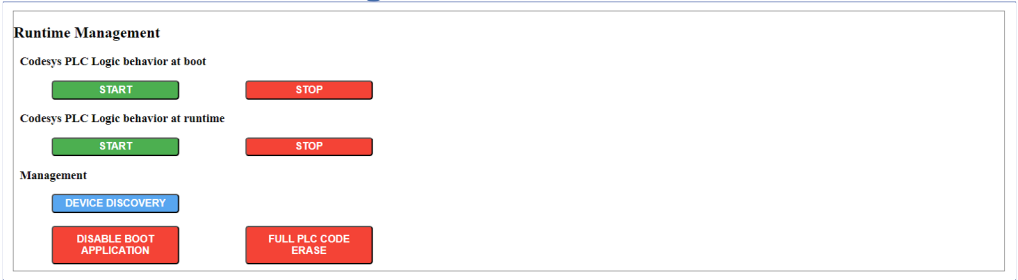 Runtime Management
Codesys PLC Logic behavior at boot
START STOP
Codesys PLC Logic behavior at runtime
START STOP
Management
DEVICE DISCOVERY
DISABLE BOOT
APPLICATION
FULL PLC CODE
ERASE